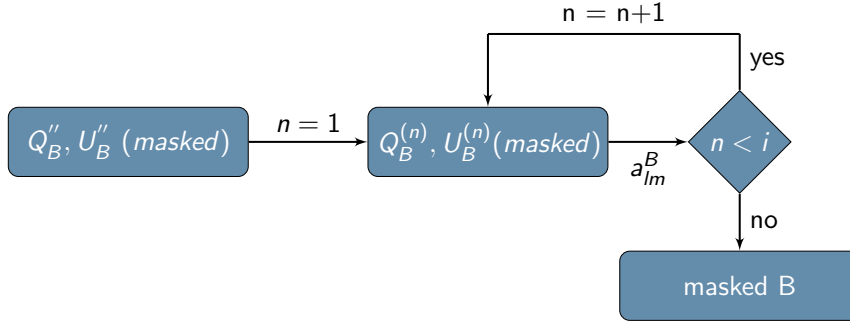 n = n+1
yes
Q''_B, U''_B (masked)
n = 1
Q_B^(n), U_B^(n)(masked)
n < i
a_lm^B
no
masked B